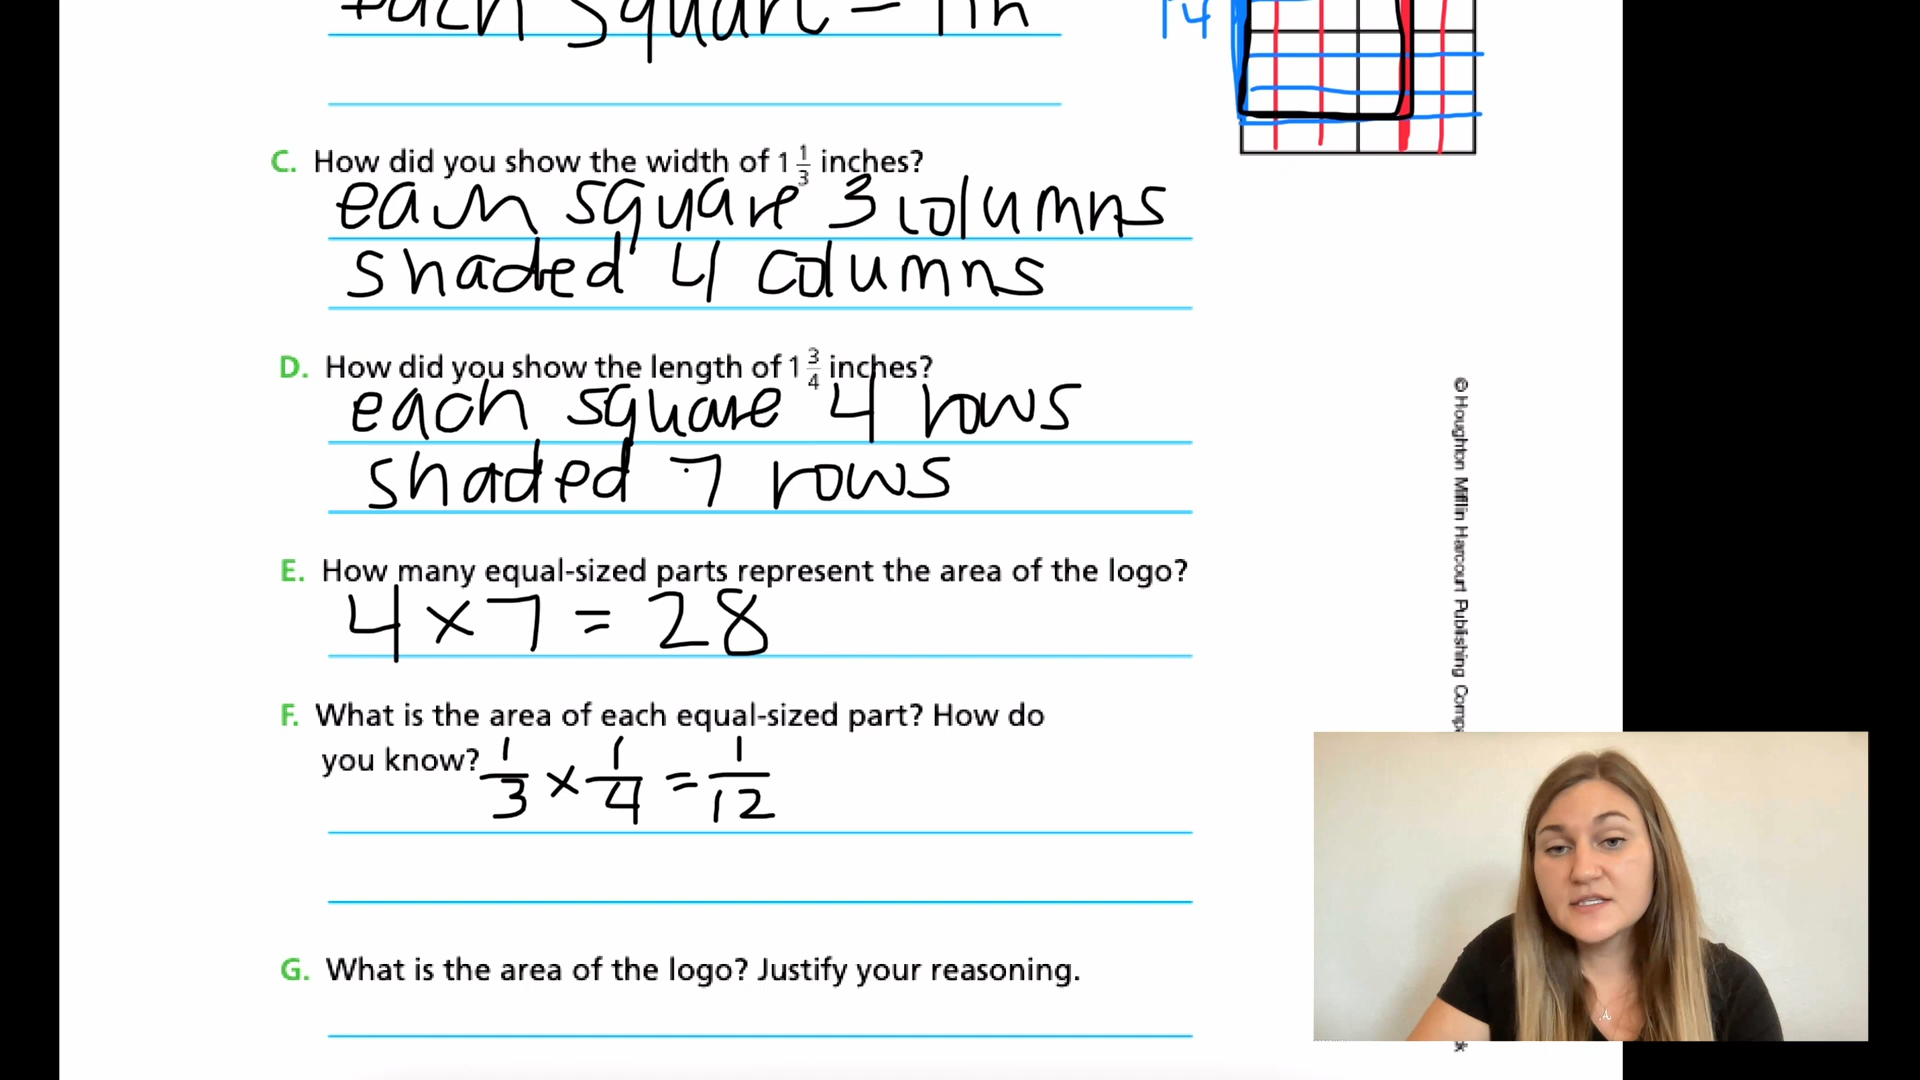 each square = 1in
14
C. How did you show the width of 1 1/3 inches?
each square 3 columns
shaded 4 columns
D. How did you show the length of 1 3/4 inches?
each square 4 rows
shaded 7 rows
E. How many equal-sized parts represent the area of the logo?
4 × 7 = 28
F. What is the area of each equal-sized part? How do
you know? 1/3 × 1/4 = 1/12
G. What is the area of the logo? Justify your reasoning.
© Houghton Mifflin Harcourt Publishing